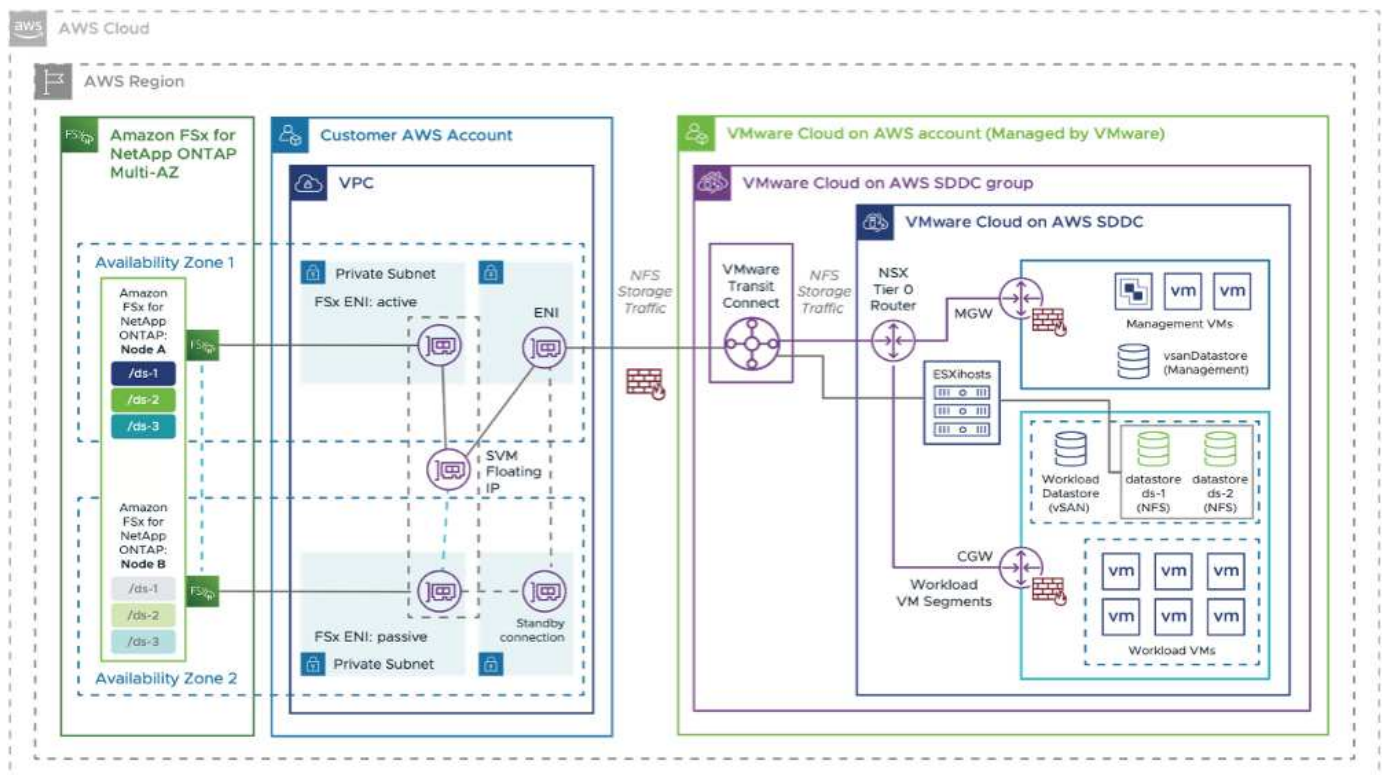 aws
AWS Cloud
AWS Region
FSx
Amazon FSx for
NetApp ONTAP
Multi-AZ
Customer AWS Account
VPC
VMware Cloud on AWS account (Managed by VMware)
VMware Cloud on AWS SDDC group
VMware Cloud on AWS SDDC
Availability Zone 1
Amazon
FSx for
NetApp
ONTAP:
Node A
/ds-1
/ds-2
/ds-3
FSx
Private Subnet
FSx ENI: active
ENI
SVM
Floating
IP
Amazon
FSx for
NetApp
ONTAP:
Node B
/ds-1
/ds-2
/ds-3
FSx
FSx ENI: passive
Private Subnet
Standby
connection
Availability Zone 2
NFS
Storage
Traffic
VMware
Transit
Connect
NFS
Storage
Traffic
NSX
Tier 0
Router
MGW
vm
vm
Management VMs
vsanDatastore
(Management)
ESXihosts
Workload
Datastore
(vSAN)
datastore
ds-1
(NFS)
datastore
ds-2
(NFS)
CGW
Workload
VM Segments
vm
vm
vm
vm
vm
vm
Workload VMs